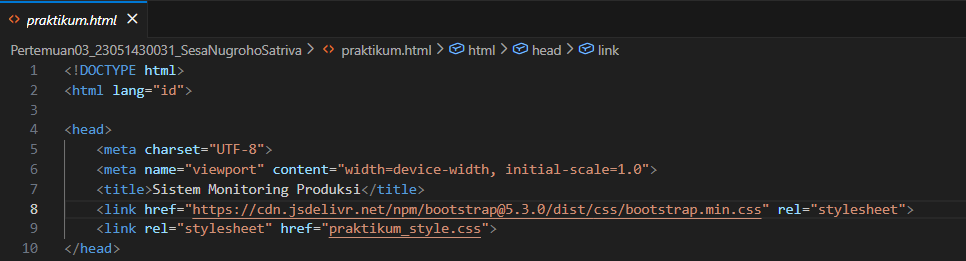 praktikum.html
Pertemuan03_23051430031_SesaNugrohoSatriva > praktikum.html > html > head > link
1 <!DOCTYPE html>
2 <html lang="id">
3
4 <head>
5     <meta charset="UTF-8">
6     <meta name="viewport" content="width=device-width, initial-scale=1.0">
7     <title>Sistem Monitoring Produksi</title>
8     <link href="https://cdn.jsdelivr.net/npm/bootstrap@5.3.0/dist/css/bootstrap.min.css" rel="stylesheet">
9     <link rel="stylesheet" href="praktikum_style.css">
10 </head>